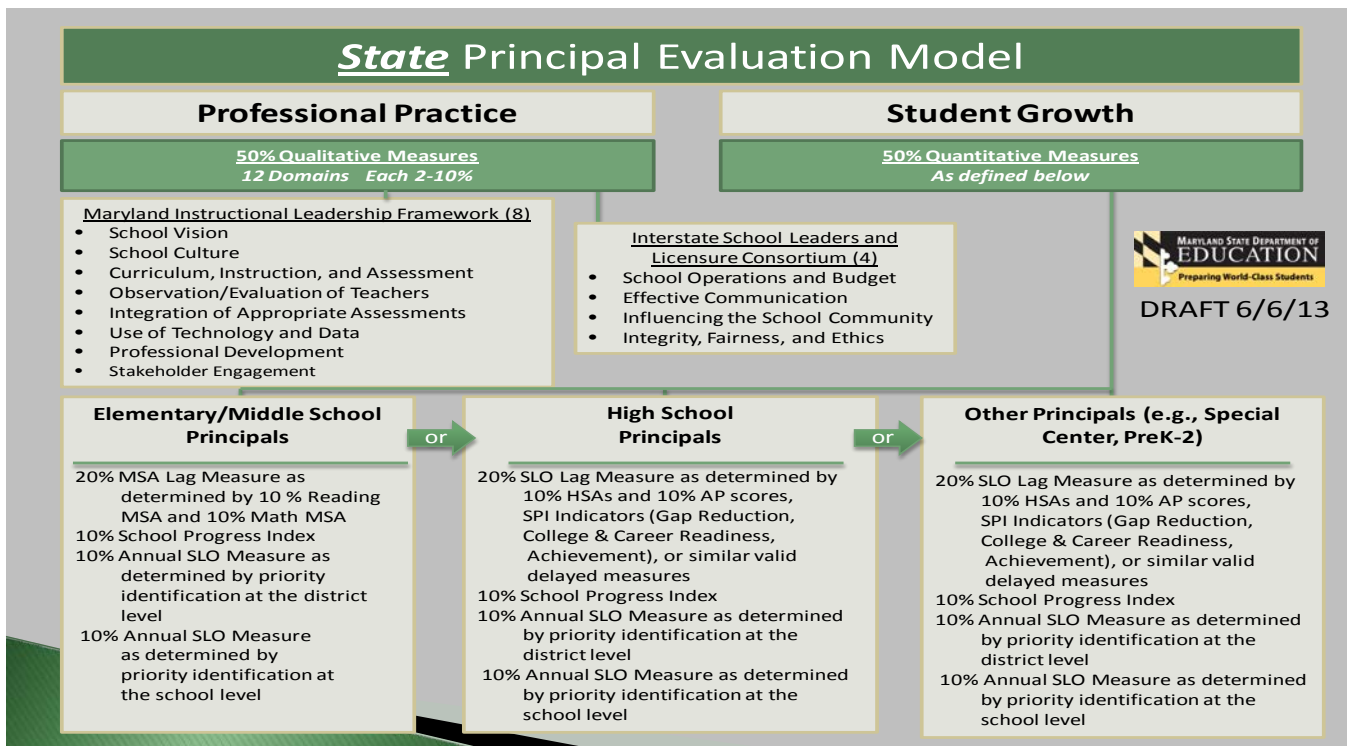 State Principal Evaluation Model
Professional Practice
Student Growth
50% Qualitative Measures
12 Domains Each 2-10%
50% Quantitative Measures
As defined below
Maryland Instructional Leadership Framework (8)
• School Vision
• School Culture
• Curriculum, Instruction, and Assessment
• Observation/Evaluation of Teachers
• Integration of Appropriate Assessments
• Use of Technology and Data
• Professional Development
• Stakeholder Engagement
Interstate School Leaders and
Licensure Consortium (4)
• School Operations and Budget
• Effective Communication
• Influencing the School Community
• Integrity, Fairness, and Ethics
MARYLAND STATE DEPARTMENT OF
EDUCATION
Preparing World-Class Students
DRAFT 6/6/13
Elementary/Middle School
Principals
20% MSA Lag Measure as
determined by 10 % Reading
MSA and 10% Math MSA
10% School Progress Index
10% Annual SLO Measure as
determined by priority
identification at the district
level
10% Annual SLO Measure
as determined by
priority identification at
the school level
or
High School
Principals
20% SLO Lag Measure as determined by
10% HSAs and 10% AP scores,
SPI Indicators (Gap Reduction,
College & Career Readiness,
Achievement), or similar valid
delayed measures
10% School Progress Index
10% Annual SLO Measure as determined
by priority identification at the
district level
10% Annual SLO Measure as determined
by priority identification at the
school level
or
Other Principals (e.g., Special
Center, PreK-2)
20% SLO Lag Measure as determined by
10% HSAs and 10% AP scores,
SPI Indicators (Gap Reduction,
College & Career Readiness,
Achievement), or similar valid
delayed measures
10% School Progress Index
10% Annual SLO Measure as determined
by priority identification at the
district level
10% Annual SLO Measure as determined
by priority identification at the
school level